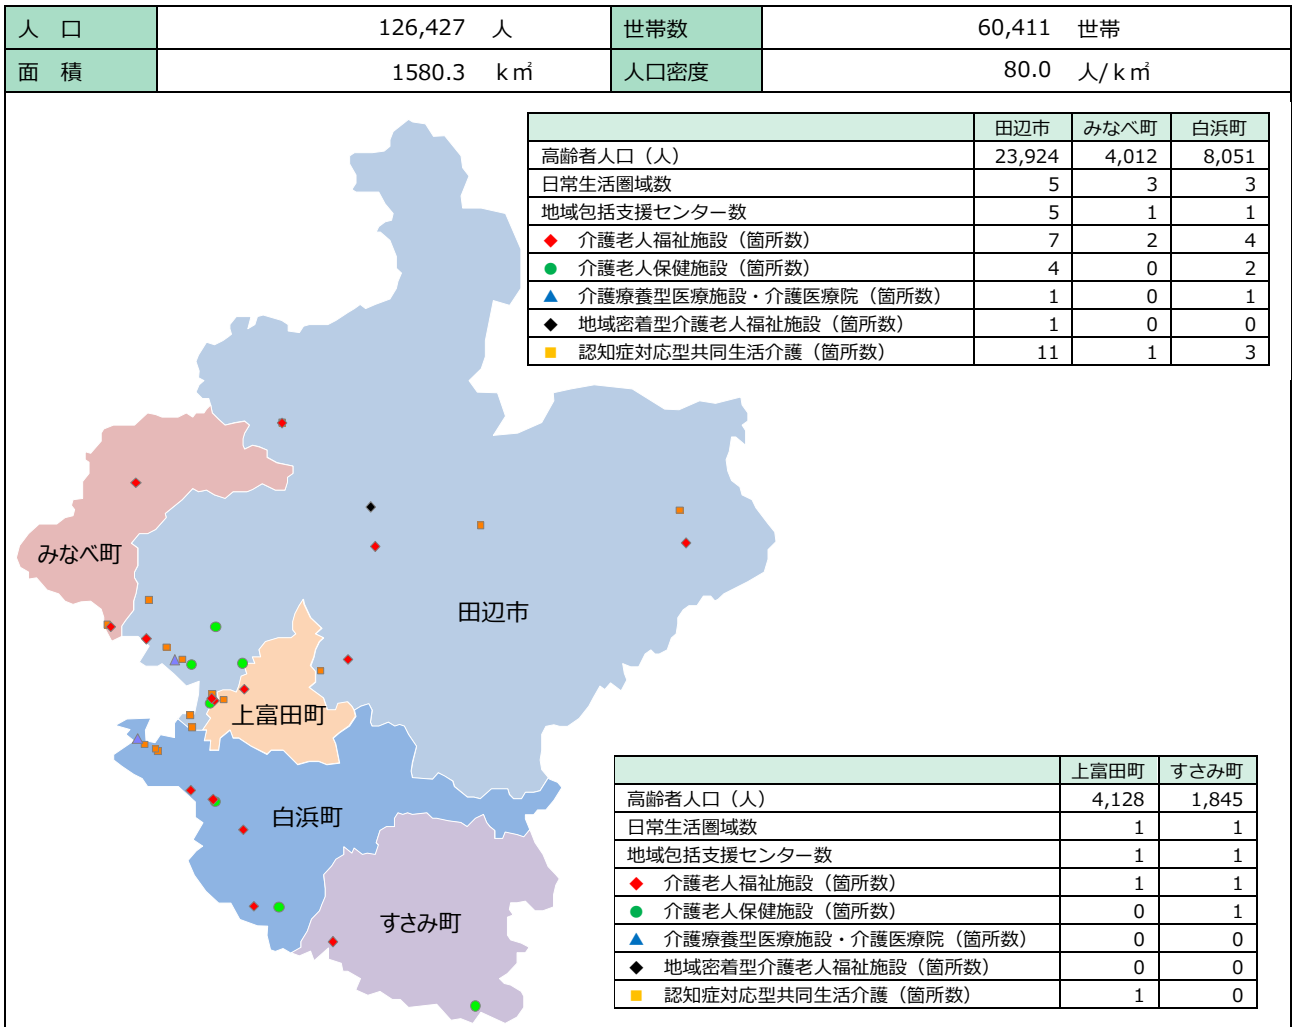 人　口 126,427 人 世帯数 60,411 世帯
面　積 1580.3 ｋ㎡ 人口密度 80.0 人/ｋ㎡
田辺市 みなべ町 白浜町
高齢者人口（人） 23,924 4,012 8,051
日常生活圏域数 5 3 3
地域包括支援センター数 5 1 1
◆ 介護老人福祉施設（箇所数） 7 2 4
● 介護老人保健施設（箇所数） 4 0 2
▲ 介護療養型医療施設・介護医療院（箇所数） 1 0 1
◆ 地域密着型介護老人福祉施設（箇所数） 1 0 0
■ 認知症対応型共同生活介護（箇所数） 11 1 3
みなべ町
田辺市
上富田町
白浜町
すさみ町
上富田町 すさみ町
高齢者人口（人） 4,128 1,845
日常生活圏域数 1 1
地域包括支援センター数 1 1
◆ 介護老人福祉施設（箇所数） 1 1
● 介護老人保健施設（箇所数） 0 1
▲ 介護療養型医療施設・介護医療院（箇所数） 0 0
◆ 地域密着型介護老人福祉施設（箇所数） 0 0
■ 認知症対応型共同生活介護（箇所数） 1 0